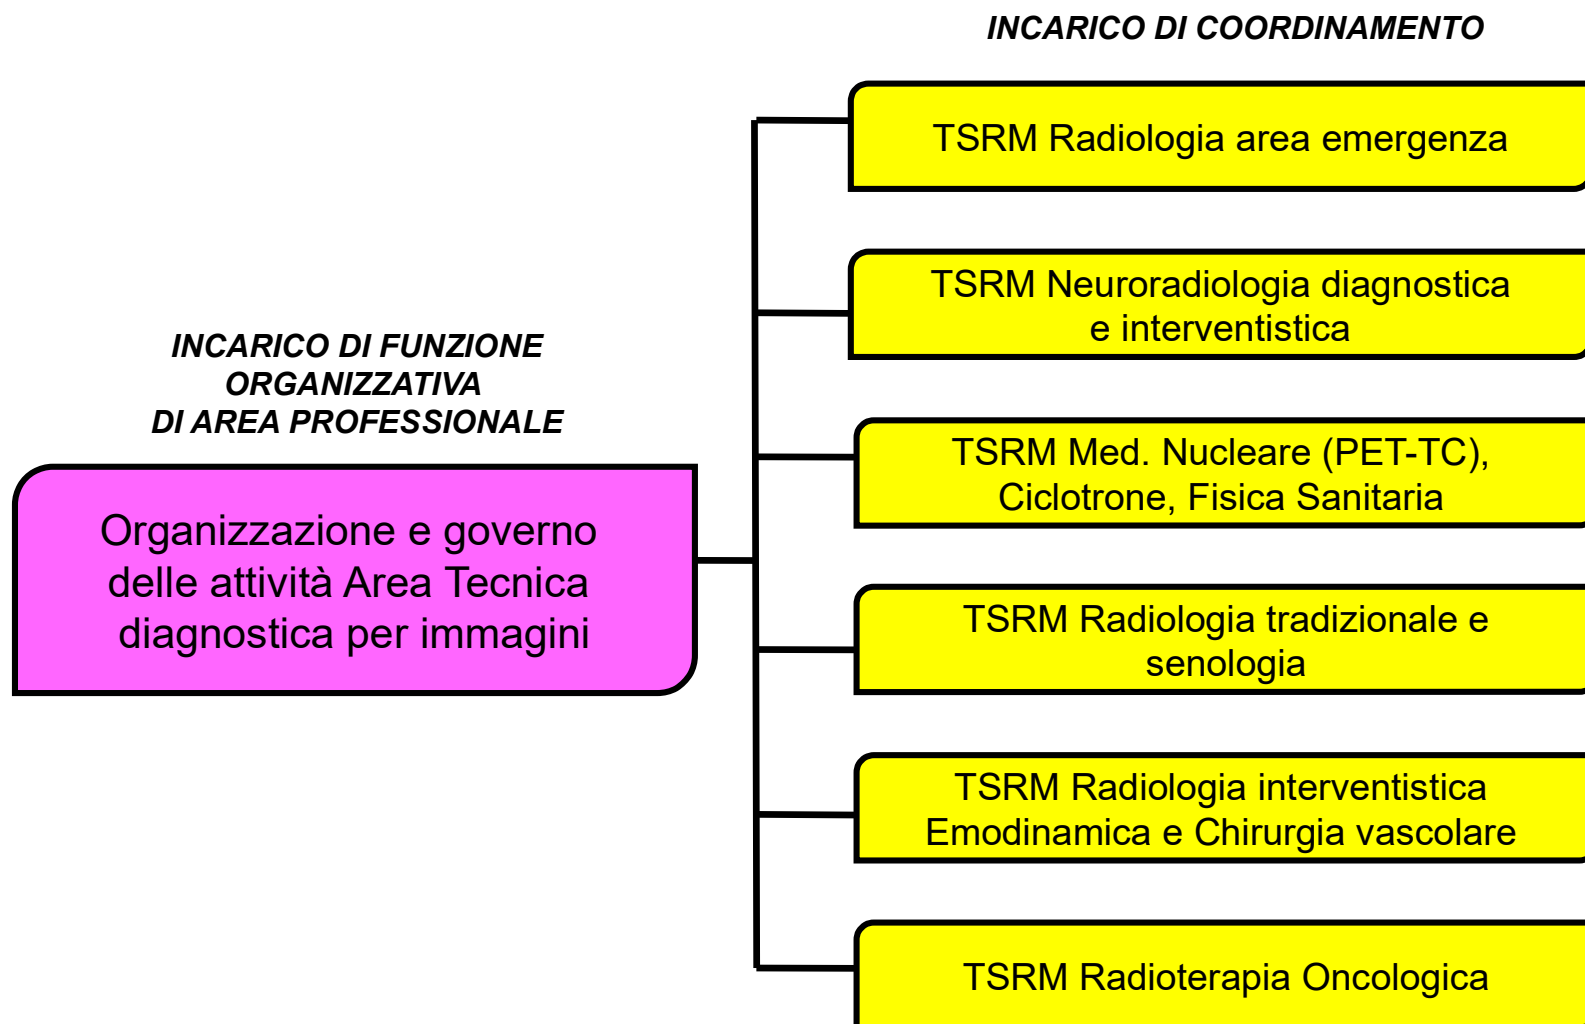 INCARICO DI COORDINAMENTO
TSRM Radiologia area emergenza
TSRM Neuroradiologia diagnostica
e interventistica
INCARICO DI FUNZIONE
ORGANIZZATIVA
DI AREA PROFESSIONALE
Organizzazione e governo
delle attività Area Tecnica
diagnostica per immagini
TSRM Med. Nucleare (PET-TC),
Ciclotrone, Fisica Sanitaria
TSRM Radiologia tradizionale e
senologia
TSRM Radiologia interventistica
Emodinamica e Chirurgia vascolare
TSRM Radioterapia Oncologica